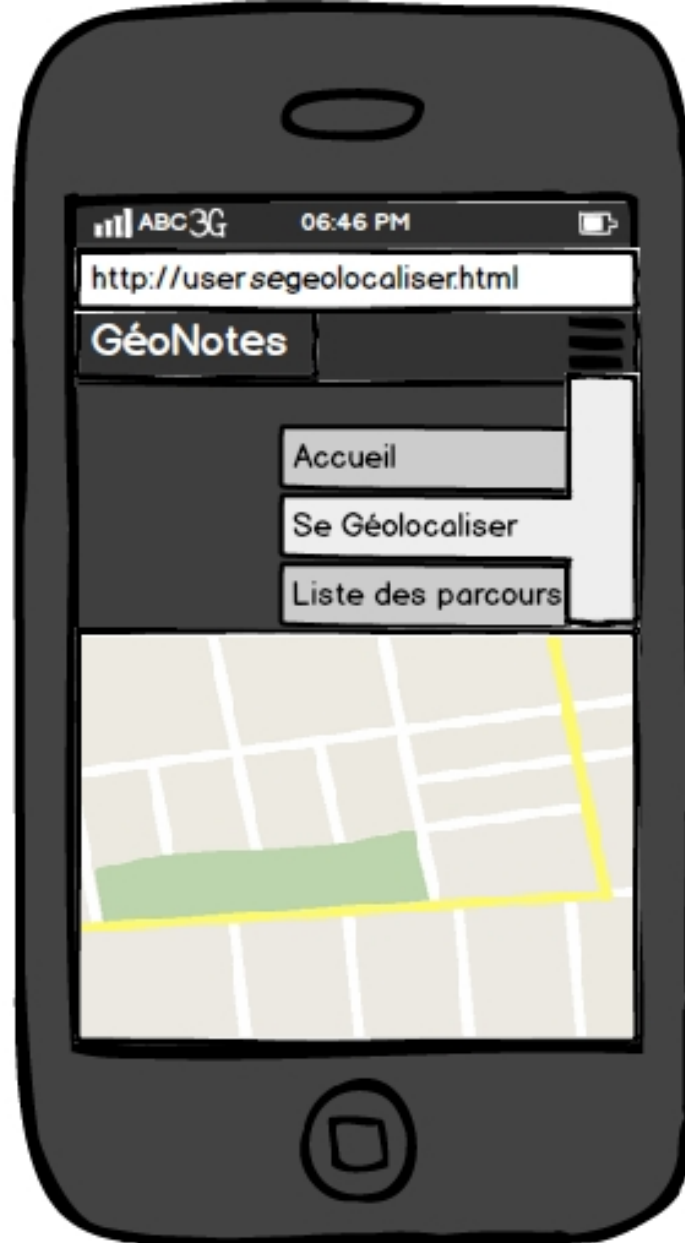 ABC 3G 06:46 PM
http://user segeolocaliser.html
GéoNotes
Accueil
Se Géolocaliser
Liste des parcours